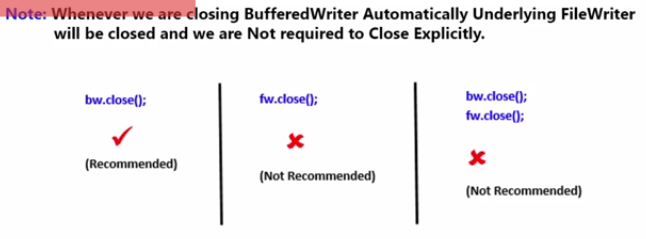 Note: Whenever we are closing BufferedWriter Automatically Underlying FileWriter
will be closed and we are Not required to Close Explicitly.
bw.close();
(Recommended)
fw.close();
(Not Recommended)
bw.close();
fw.close();
(Not Recommended)